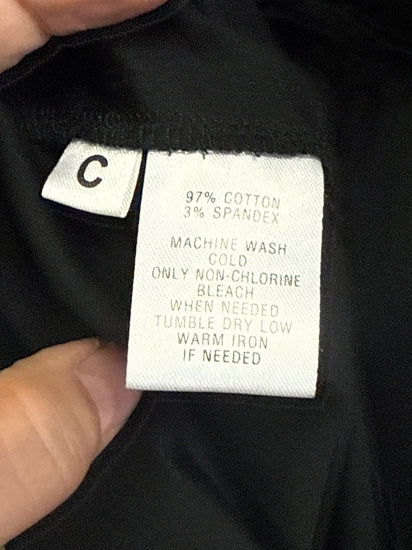 C
97% COTTON
3% SPANDEX
MACHINE WASH
COLD
ONLY NON-CHLORINE
BLEACH
WHEN NEEDED
TUMBLE DRY LOW
WARM IRON
IF NEEDED